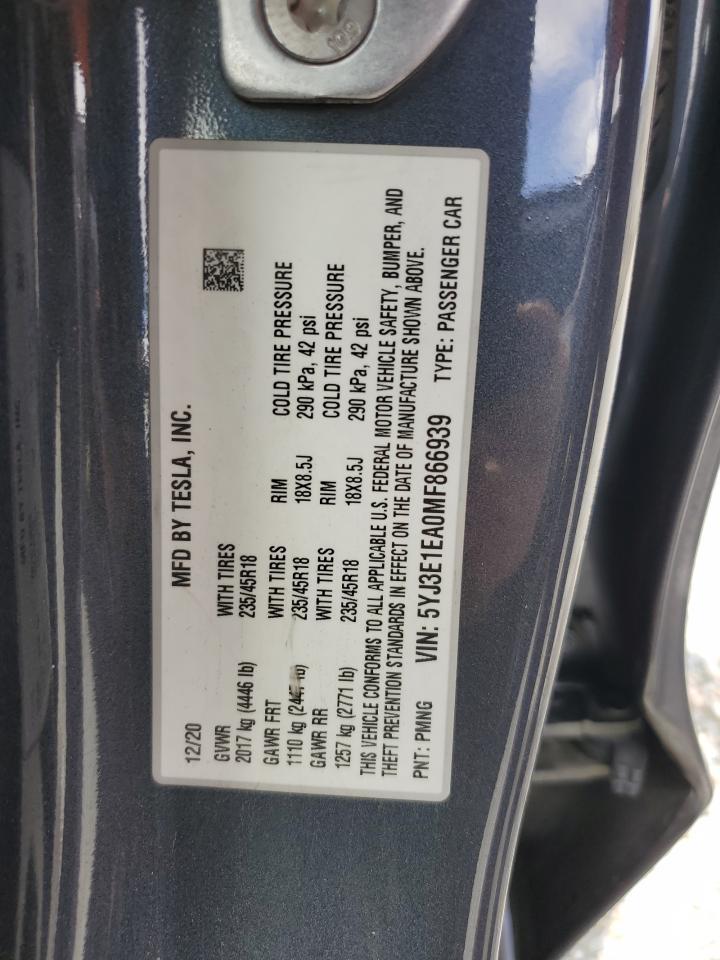 12/20 MFD BY TESLA, INC.
GVWR WITH TIRES
2017 kg (4446 lb) 235/45R18
GAWR FRT WITH TIRES RIM COLD TIRE PRESSURE
1110 kg 235/45R18 18X8.5J 290 kPa, 42 psi
GAWR RR WITH TIRES RIM COLD TIRE PRESSURE
1257 kg (2771 lb) 235/45R18 18X8.5J 290 kPa, 42 psi
THIS VEHICLE CONFORMS TO ALL APPLICABLE U.S. FEDERAL MOTOR VEHICLE SAFETY, BUMPER, AND
THEFT PREVENTION STANDARDS IN EFFECT ON THE DATE OF MANUFACTURE SHOWN ABOVE.
PNT: PMNG VIN: 5YJ3E1EA0MF866939 TYPE: PASSENGER CAR